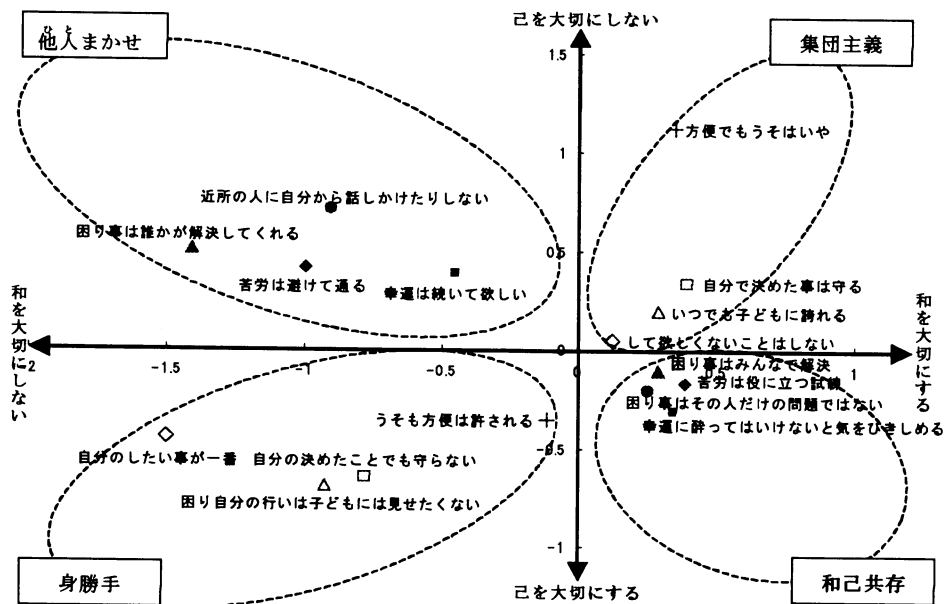 己を大切にしない
他人まかせ
ひと
集団主義
1.5
方便でもうそはいや
1
近所の人に自分から話しかけたりしない
困り事は誰かが解決してくれる
0.5
苦労は避けて通る
幸運は続いて欲しい
自分で決めた事は守る
いつでも子どもに誇れる
和を大切にしない
和を大切にする
して欲しくないことはしない
0
-2
-1.5
-1
-0.5
0
0.5
1
困り事はみんなで解決
苦労は役に立つ試練
困り事はその人だけの問題ではない
うそも方便は許される
幸運に酔ってはいけないと気をひきしめる
自分のしたい事が一番
自分の決めたことでも守らない
-0.5
困り自分の行いは子どもには見せたくない
-1
身勝手
己を大切にする
和己共存